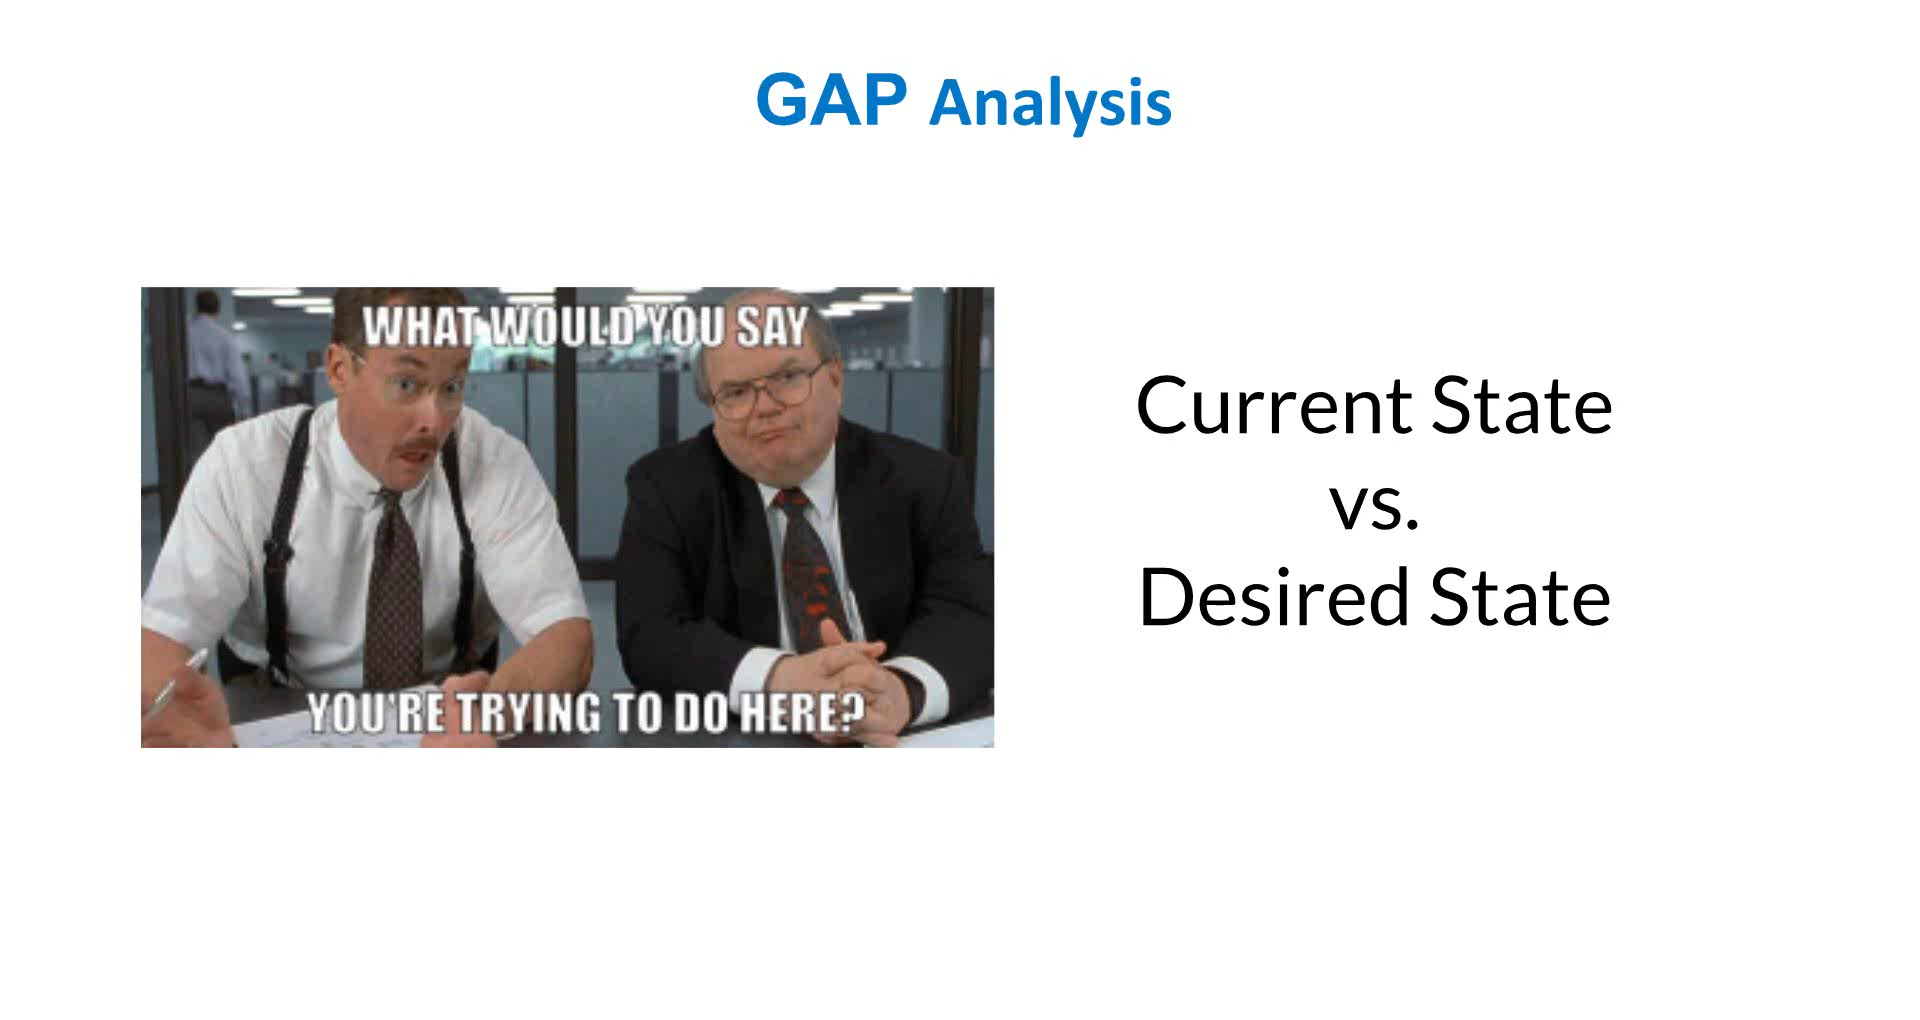 GAP Analysis
WHAT WOULD YOU SAY
YOU'RE TRYING TO DO HERE?
Current State
vs.
Desired State